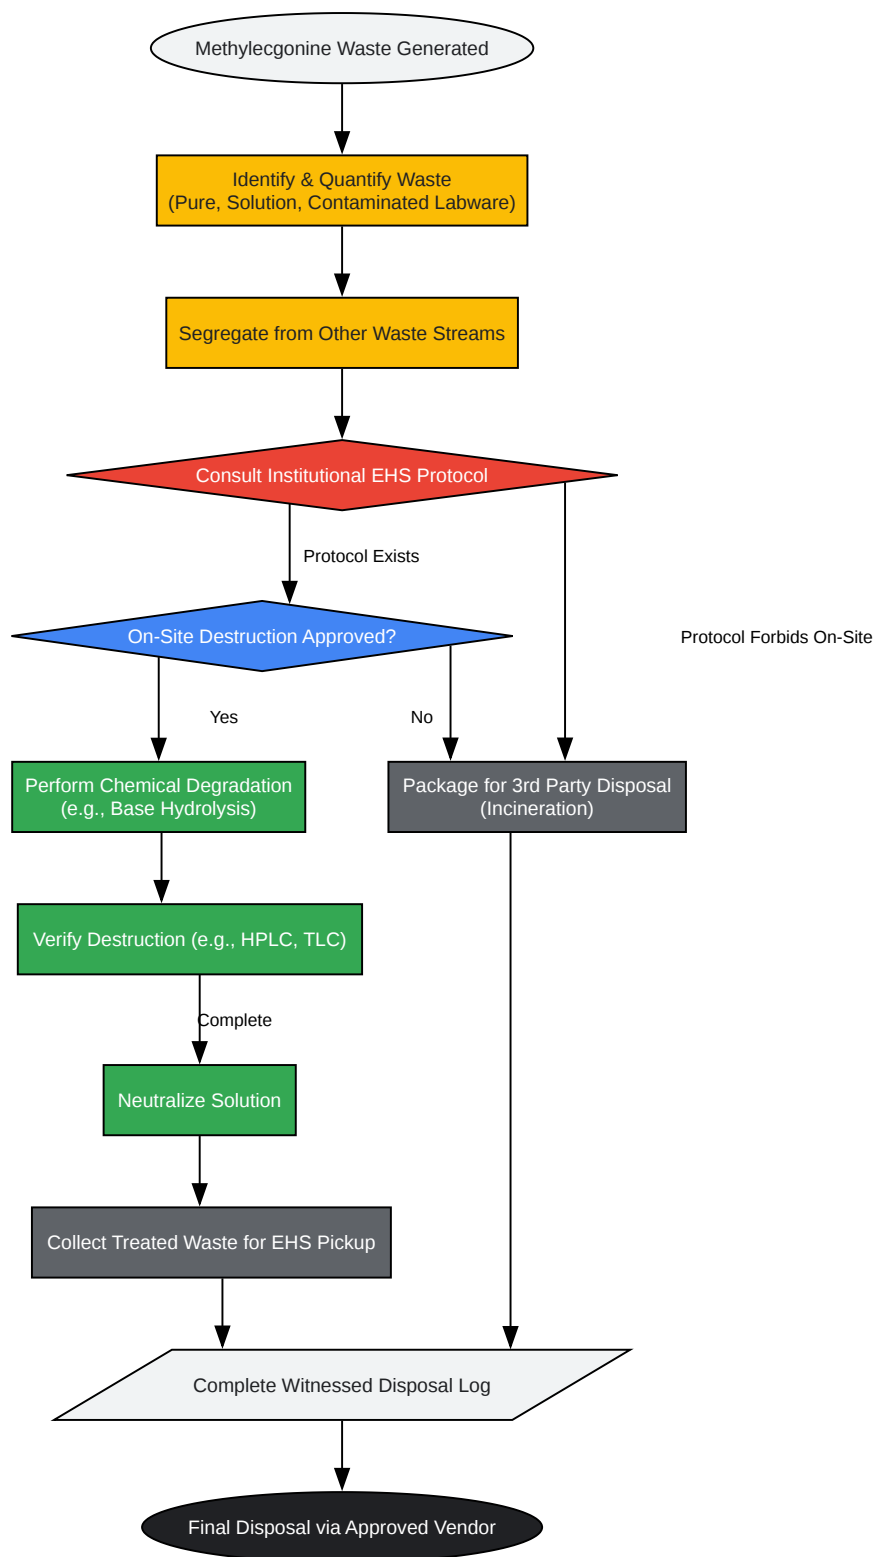 Methylecgonine Waste Generated
Identify & Quantify Waste
(Pure, Solution, Contaminated Labware)
Segregate from Other Waste Streams
Consult Institutional EHS Protocol
Protocol Exists
On-Site Destruction Approved?
Protocol Forbids On-Site
Yes
No
Perform Chemical Degradation
(e.g., Base Hydrolysis)
Package for 3rd Party Disposal
(Incineration)
Verify Destruction (e.g., HPLC, TLC)
Complete
Neutralize Solution
Collect Treated Waste for EHS Pickup
Complete Witnessed Disposal Log
Final Disposal via Approved Vendor